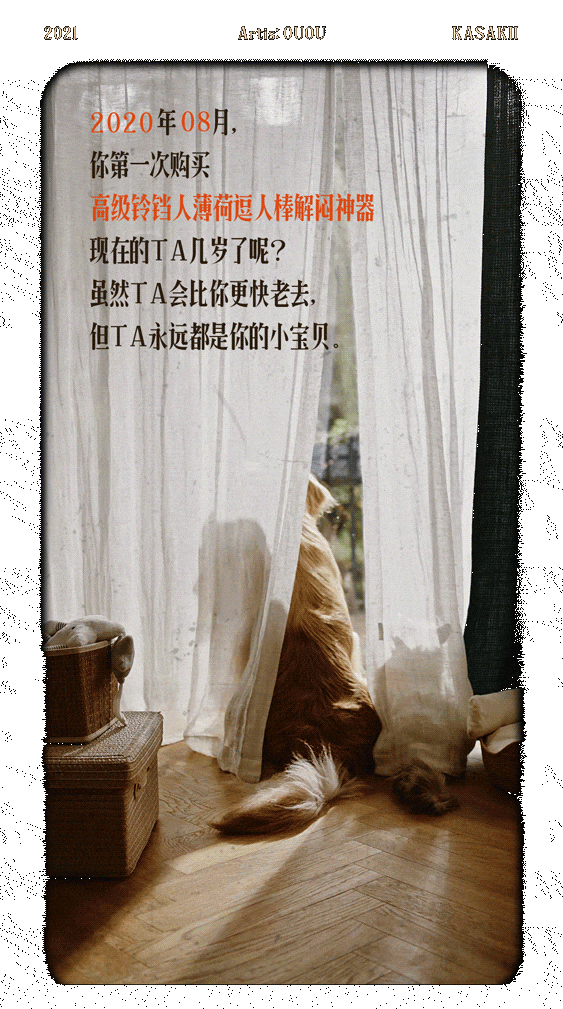 2021 Artist: OUOU KASAKII
2020年08月,
你第一次购买
高级铃铛人薄荷逗人棒解闷神器
现在的TA几岁了呢?
虽然TA会比你更快老去,
但TA永远都是你的小宝贝。